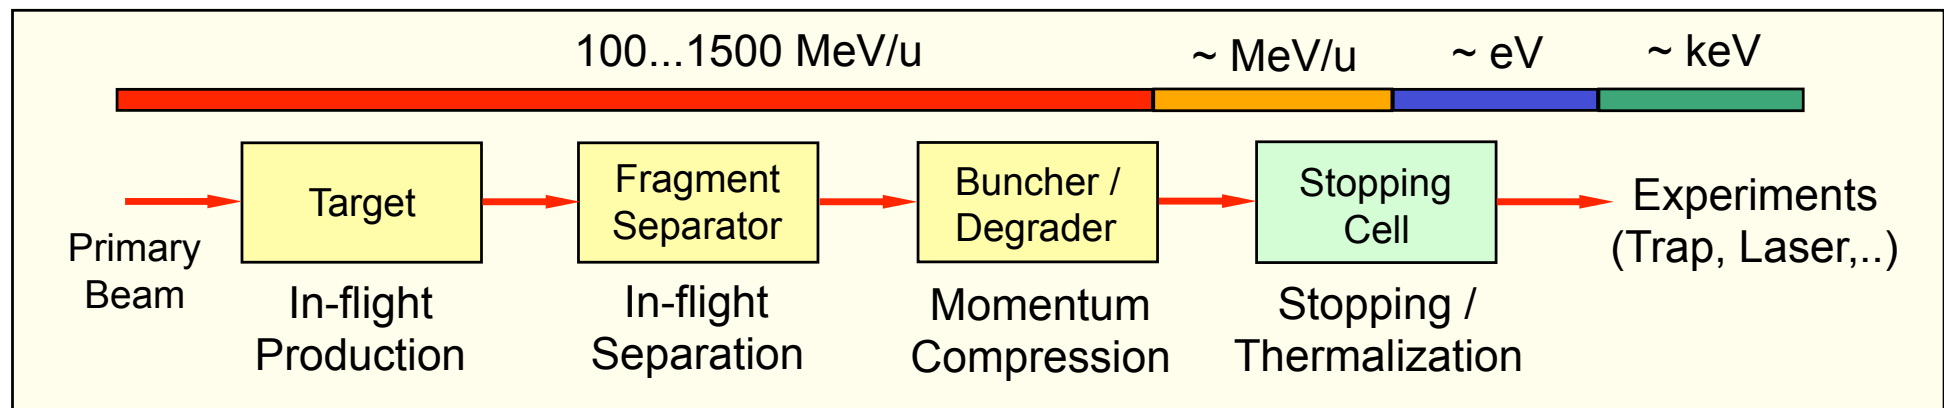 100...1500 MeV/u
~ MeV/u
~ eV
~ keV
Primary
Beam
Target
In-flight
Production
Fragment
Separator
In-flight
Separation
Buncher /
Degrader
Momentum
Compression
Stopping
Cell
Stopping /
Thermalization
Experiments
(Trap, Laser,..)